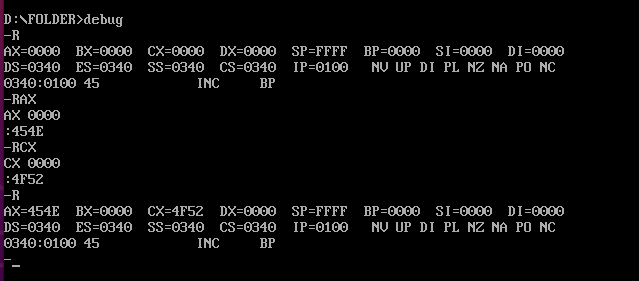 D:\FOLDER>debug
-R
AX=0000  BX=0000  CX=0000  DX=0000  SP=FFFF  BP=0000  SI=0000  DI=0000
DS=0340  ES=0340  SS=0340  CS=0340  IP=0100   NV UP DI PL NZ NA PO NC
0340:0100 45            INC     BP
-RAX
AX 0000
:454E
-RCX
CX 0000
:4F52
-R
AX=454E  BX=0000  CX=4F52  DX=0000  SP=FFFF  BP=0000  SI=0000  DI=0000
DS=0340  ES=0340  SS=0340  CS=0340  IP=0100   NV UP DI PL NZ NA PO NC
0340:0100 45            INC     BP
-_